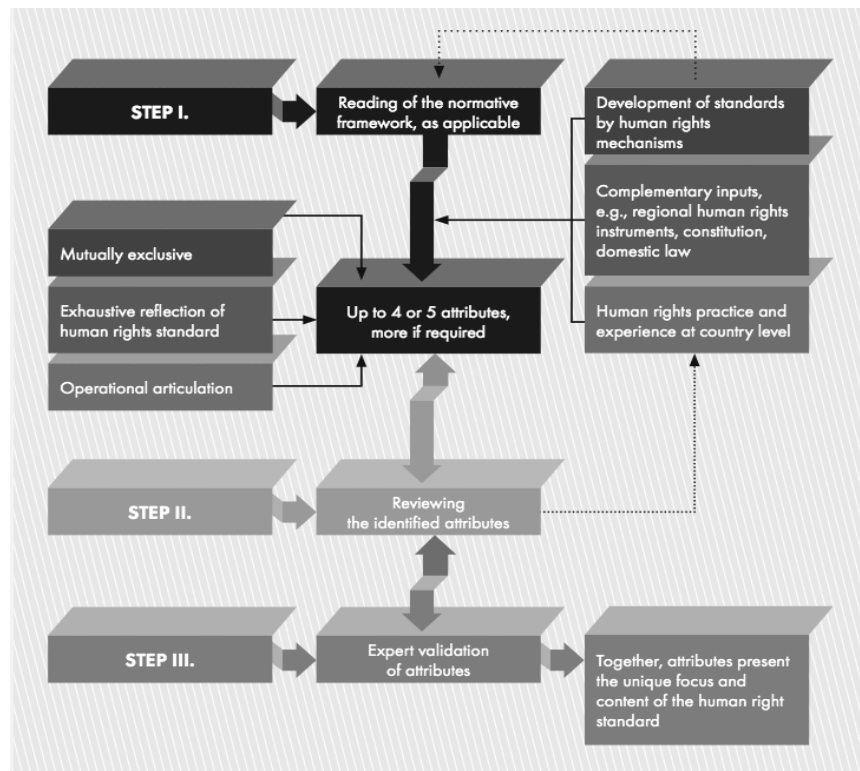 STEP I.
Reading of the normative
framework, as applicable
Development of standards
by human rights
mechanisms
Complementary inputs,
e.g., regional human rights
instruments, constitution,
domestic law
Human rights practice and
experience at country level
Mutually exclusive
Exhaustive reflection of
human rights standard
Operational articulation
Up to 4 or 5 attributes,
more if required
STEP II.
Reviewing
the identified attributes
STEP III.
Expert validation
of attributes
Together, attributes present
the unique focus and
content of the human right
standard